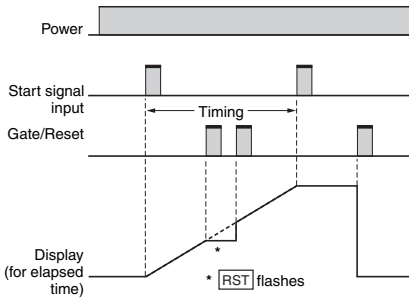 Power
Start signal
input
Timing
Gate/Reset
Display
(for elapsed
time)
*
* RST flashes